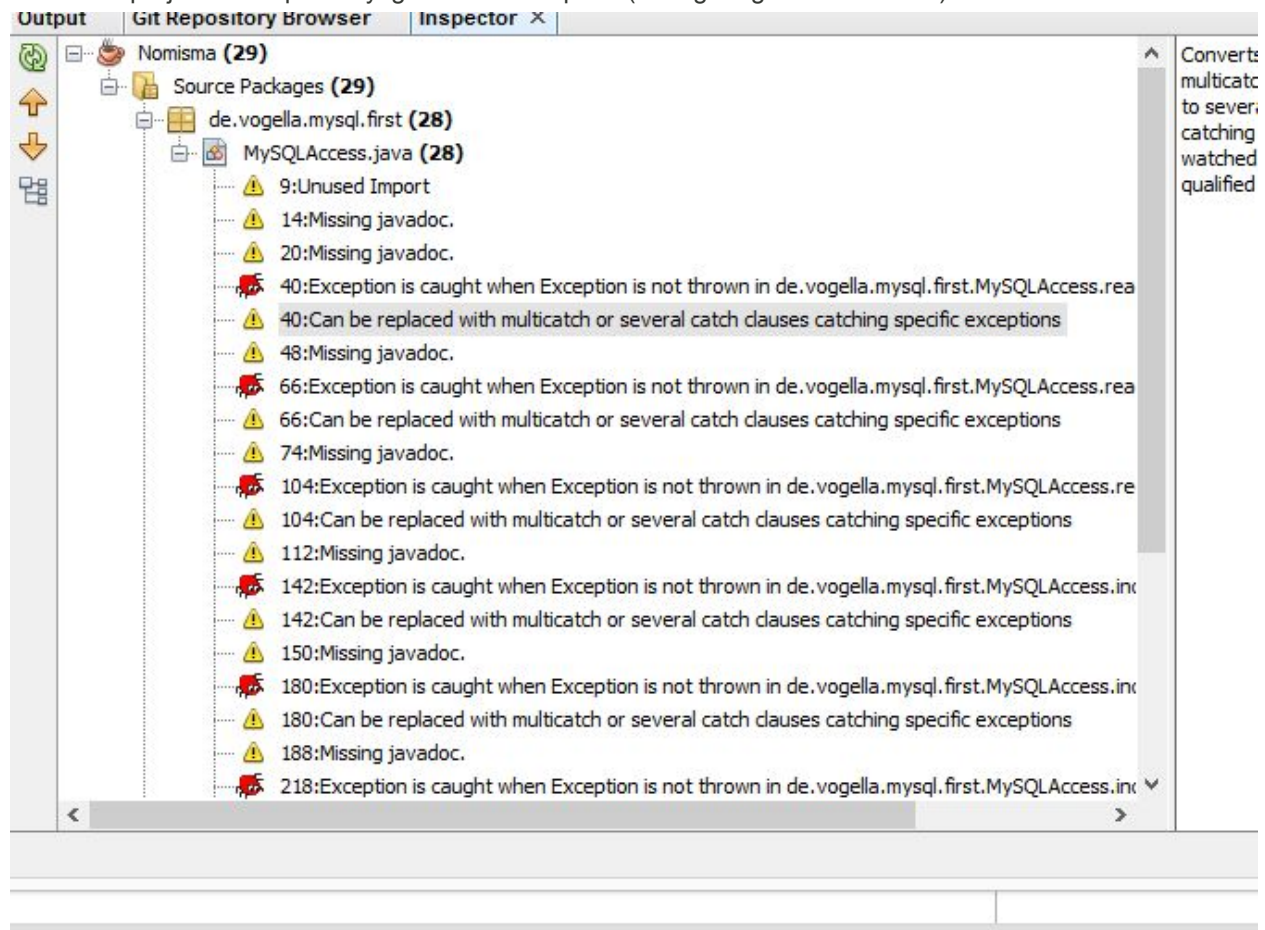 Output Git Repository Browser Inspector ×
Nomisma (29)
Source Packages (29)
de.vogella.mysql.first (28)
MySQLAccess.java (28)
9:Unused Import
14:Missing javadoc.
20:Missing javadoc.
40:Exception is caught when Exception is not thrown in de.vogella.mysql.first.MySQLAccess.rea
40:Can be replaced with multicatch or several catch clauses catching specific exceptions
48:Missing javadoc.
66:Exception is caught when Exception is not thrown in de.vogella.mysql.first.MySQLAccess.rea
66:Can be replaced with multicatch or several catch clauses catching specific exceptions
74:Missing javadoc.
104:Exception is caught when Exception is not thrown in de.vogella.mysql.first.MySQLAccess.re
104:Can be replaced with multicatch or several catch clauses catching specific exceptions
112:Missing javadoc.
142:Exception is caught when Exception is not thrown in de.vogella.mysql.first.MySQLAccess.in
142:Can be replaced with multicatch or several catch clauses catching specific exceptions
150:Missing javadoc.
180:Exception is caught when Exception is not thrown in de.vogella.mysql.first.MySQLAccess.in
180:Can be replaced with multicatch or several catch clauses catching specific exceptions
188:Missing javadoc.
218:Exception is caught when Exception is not thrown in de.vogella.mysql.first.MySQLAccess.in
Converts
multicatc
to severa
catching
watched
qualified